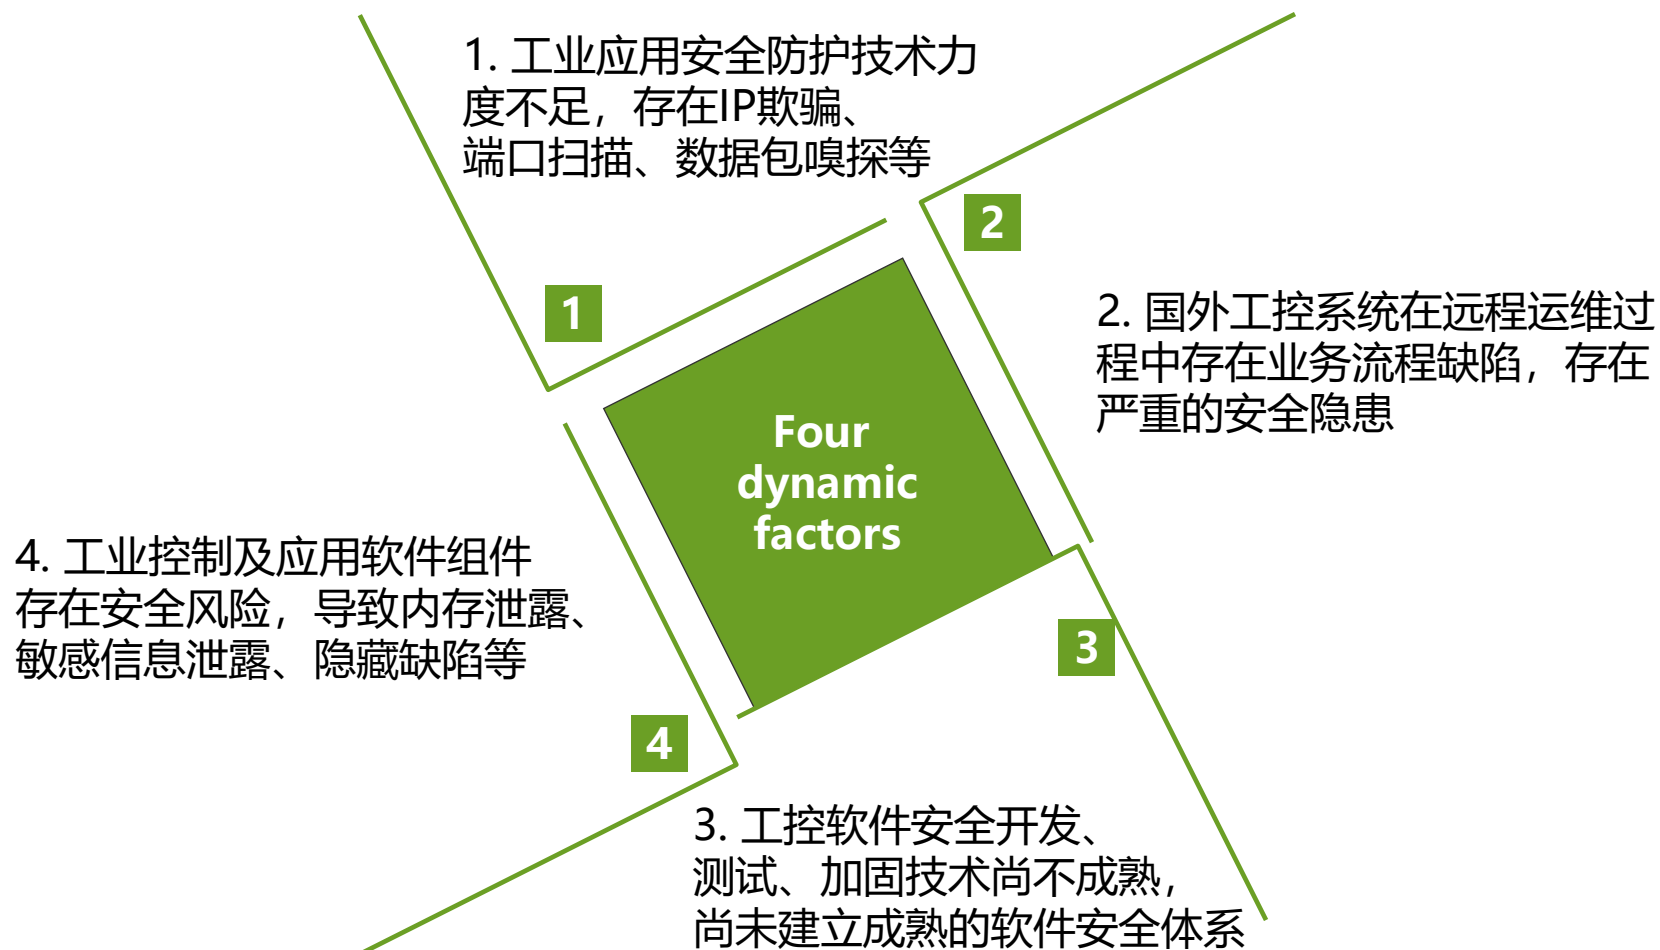 1. 工业应用安全防护技术力
度不足，存在IP欺骗、
端口扫描、数据包嗅探等
2
1
2. 国外工控系统在远程运维过
程中存在业务流程缺陷，存在
严重的安全隐患
Four
dynamic
factors
4. 工业控制及应用软件组件
存在安全风险，导致内存泄露、
敏感信息泄露、隐藏缺陷等
3
4
3. 工控软件安全开发、
测试、加固技术尚不成熟，
尚未建立成熟的软件安全体系